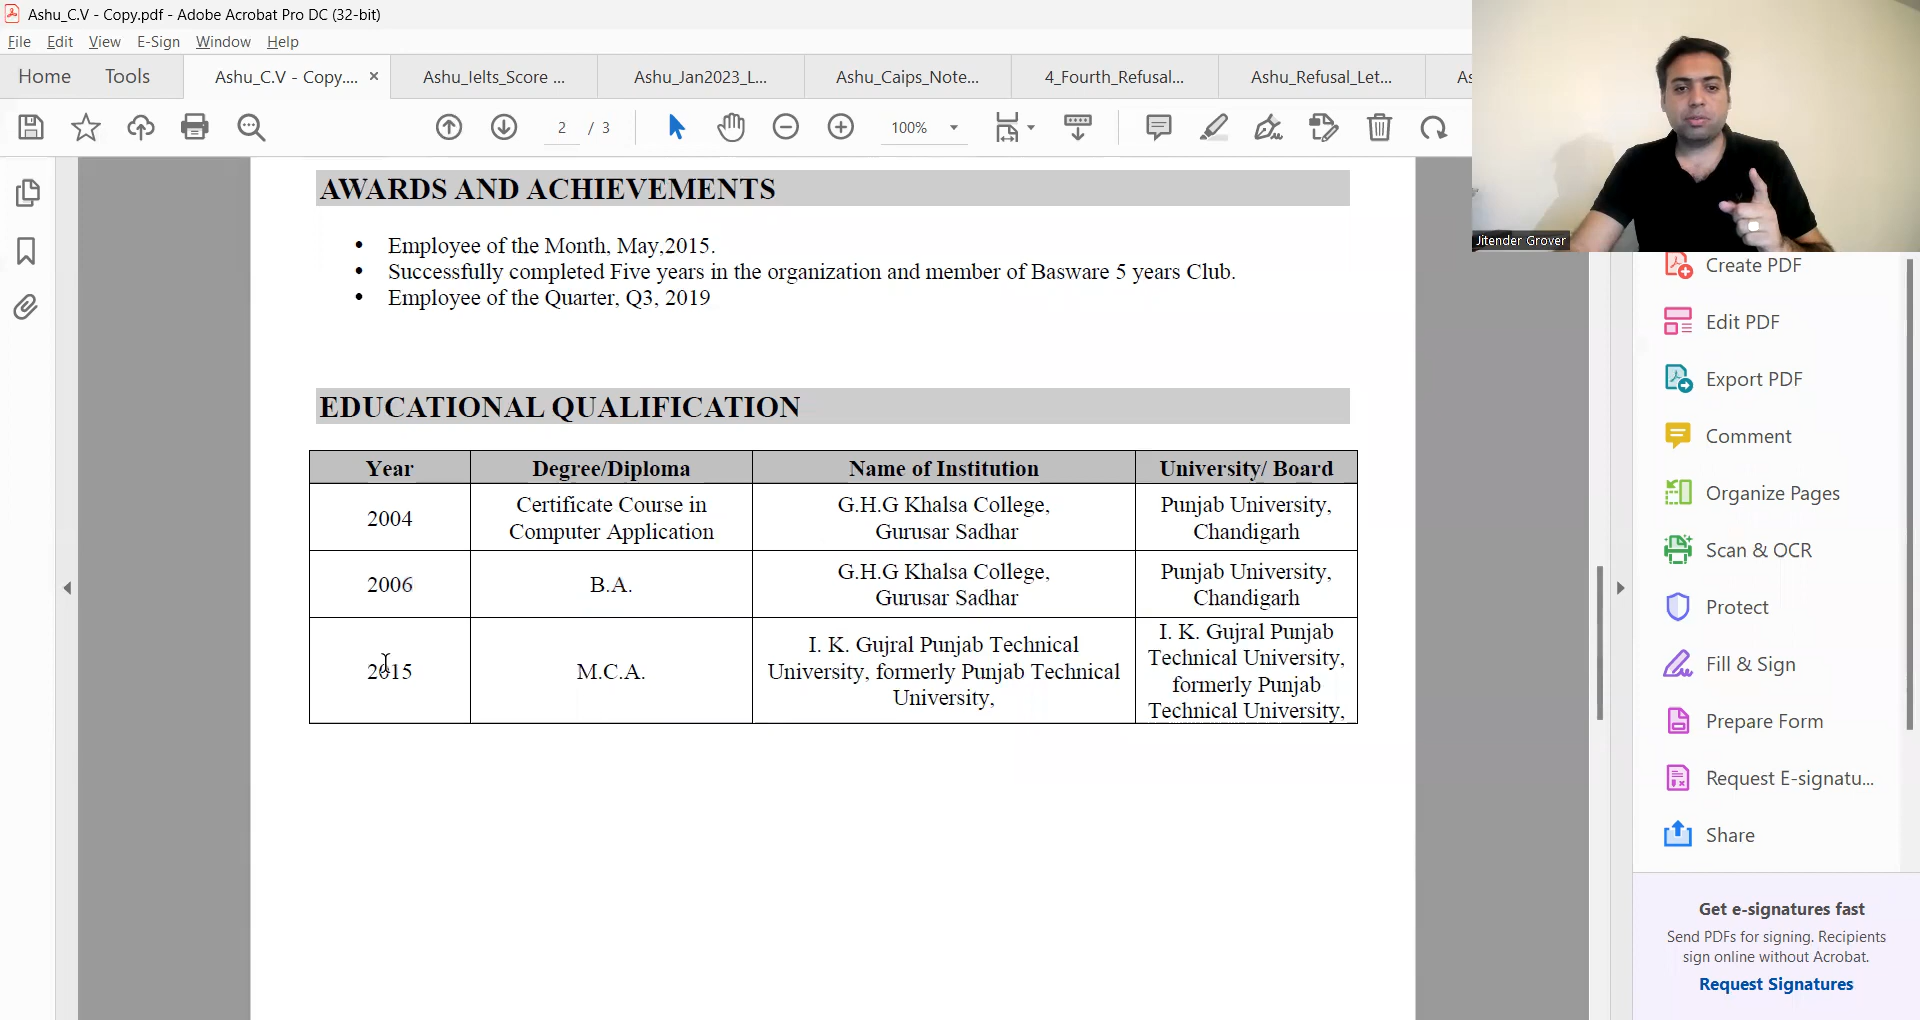 Ashu_C.V - Copy.pdf - Adobe Acrobat Pro DC (32-bit)
File Edit View E-Sign Window Help
Home Tools Ashu_C.V - Copy.... × Ashu_Ielts_Score ... Ashu_Jan2023_L... Ashu_Caips_Note... 4_Fourth_Refusal... Ashu_Refusal_Let... As
2 / 3 100%
Jitender Grover
AWARDS AND ACHIEVEMENTS
• Employee of the Month, May,2015.
• Successfully completed Five years in the organization and member of Basware 5 years Club.
• Employee of the Quarter, Q3, 2019
EDUCATIONAL QUALIFICATION
Year Degree/Diploma Name of Institution University/ Board
2004
Certificate Course in
Computer Application
G.H.G Khalsa College,
Gurusar Sadhar
Punjab University,
Chandigarh
2006
B.A.
G.H.G Khalsa College,
Gurusar Sadhar
Punjab University,
Chandigarh
2015
M.C.A.
I. K. Gujral Punjab Technical
University, formerly Punjab Technical
University,
I. K. Gujral Punjab
Technical University,
formerly Punjab
Technical University,
Create PDF
Edit PDF
Export PDF
Comment
Organize Pages
Scan & OCR
Protect
Fill & Sign
Prepare Form
Request E-signatu...
Share
Get e-signatures fast
Send PDFs for signing. Recipients
sign online without Acrobat.
Request Signatures